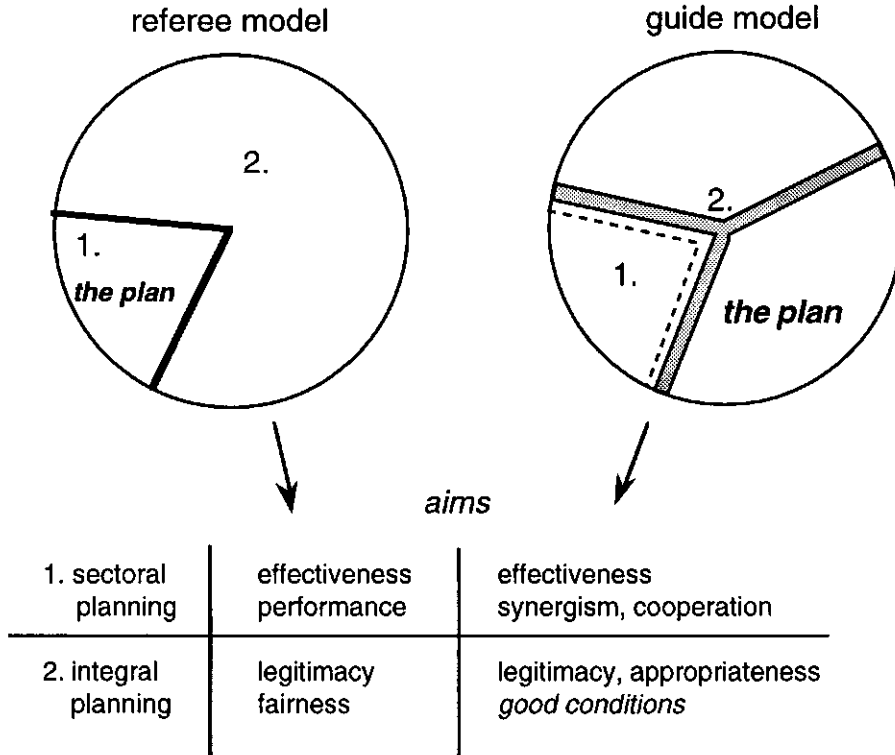 referee model
guide model
2.
1.
the plan
2.
1.
the plan
aims
1. sectoral planning
effectiveness
performance
effectiveness
synergism, cooperation
2. integral planning
legitimacy
fairness
legitimacy, appropriateness
good conditions